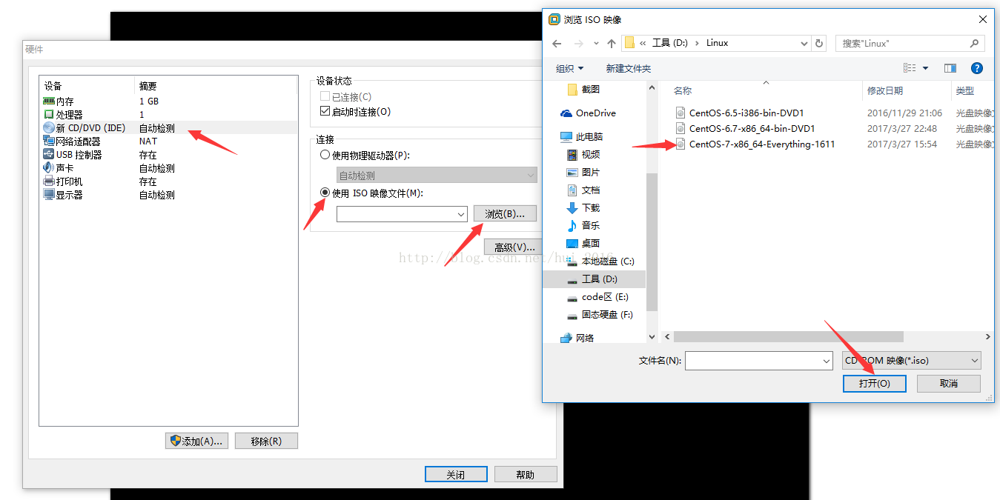 硬件
设备 摘要
内存 1 GB
处理器 1
新 CD/DVD (IDE) 自动检测
网络适配器 NAT
USB 控制器 存在
声卡 自动检测
打印机 存在
显示器 自动检测
添加(A)... 移除(R)
设备状态
已连接(C)
启动时连接(O)
连接
使用物理驱动器(P):
自动检测
使用 ISO 映像文件(M):
浏览(B)...
高级(V)...
关闭 帮助
http://blog.csdn.net/hui_2016
浏览 ISO 映像
« 工具 (D:) › Linux
搜索"Linux"
组织 新建文件夹
截图
OneDrive
此电脑
视频
图片
文档
下载
音乐
桌面
本地磁盘 (C:)
工具 (D:)
code区 (E:)
固态硬盘 (F:)
网络
名称 修改日期 类型
CentOS-6.5-i386-bin-DVD1 2016/11/29 21:06 光盘映像
CentOS-6.7-x86_64-bin-DVD1 2017/3/27 22:48 光盘映像
CentOS-7-x86_64-Everything-1611 2017/3/27 15:54 光盘映像
文件名(N): CD-ROM 映像(*.iso)
打开(O) 取消